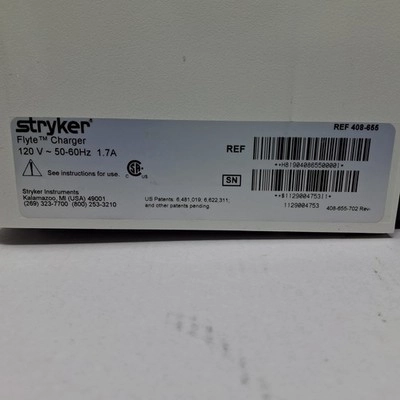 stryker®
REF 408-655
Flyte™ Charger
120 V ~ 50-60Hz 1.7A
REF
See instructions for use.
SN
Stryker Instruments
Kalamazoo, MI (USA) 49001
(269) 323-7700 (800) 253-3210
US Patents: 6,481,019; 6,622,311;
and other patents pending.
1129004753
408-655-702 Rev-